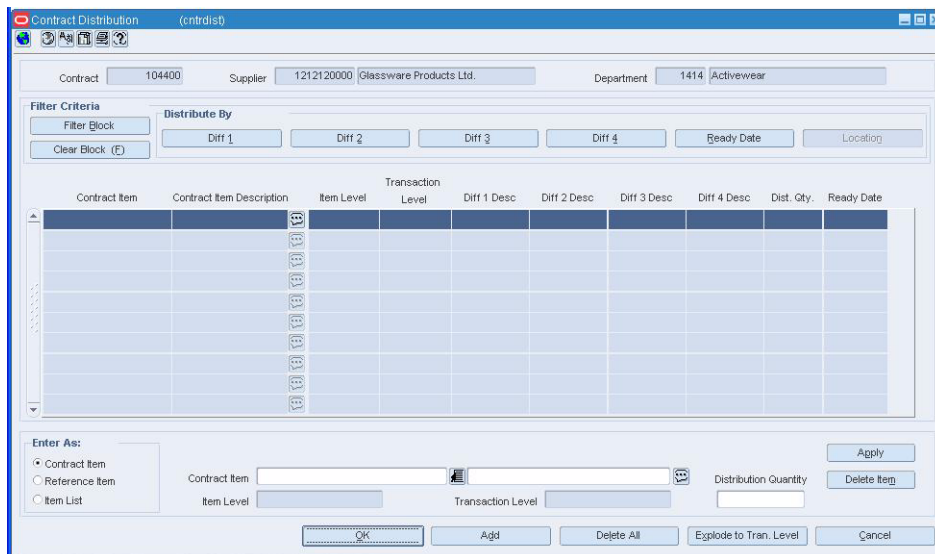 Contract Distribution (cntrdist)
Contract 104400 Supplier 1212120000 Glassware Products Ltd. Department 1414 Activewear
Filter Criteria
Filter Block
Clear Block (F)
Distribute By
Diff 1 Diff 2 Diff 3 Diff 4 Ready Date Location
Transaction
Contract Item Contract Item Description Item Level Level Diff 1 Desc Diff 2 Desc Diff 3 Desc Diff 4 Desc Dist. Qty. Ready Date
Enter As:
Contract Item
Reference Item
Item List
Contract Item
Item Level Transaction Level
Distribution Quantity
Apply
Delete Item
OK Add Delete All Explode to Tran. Level Cancel